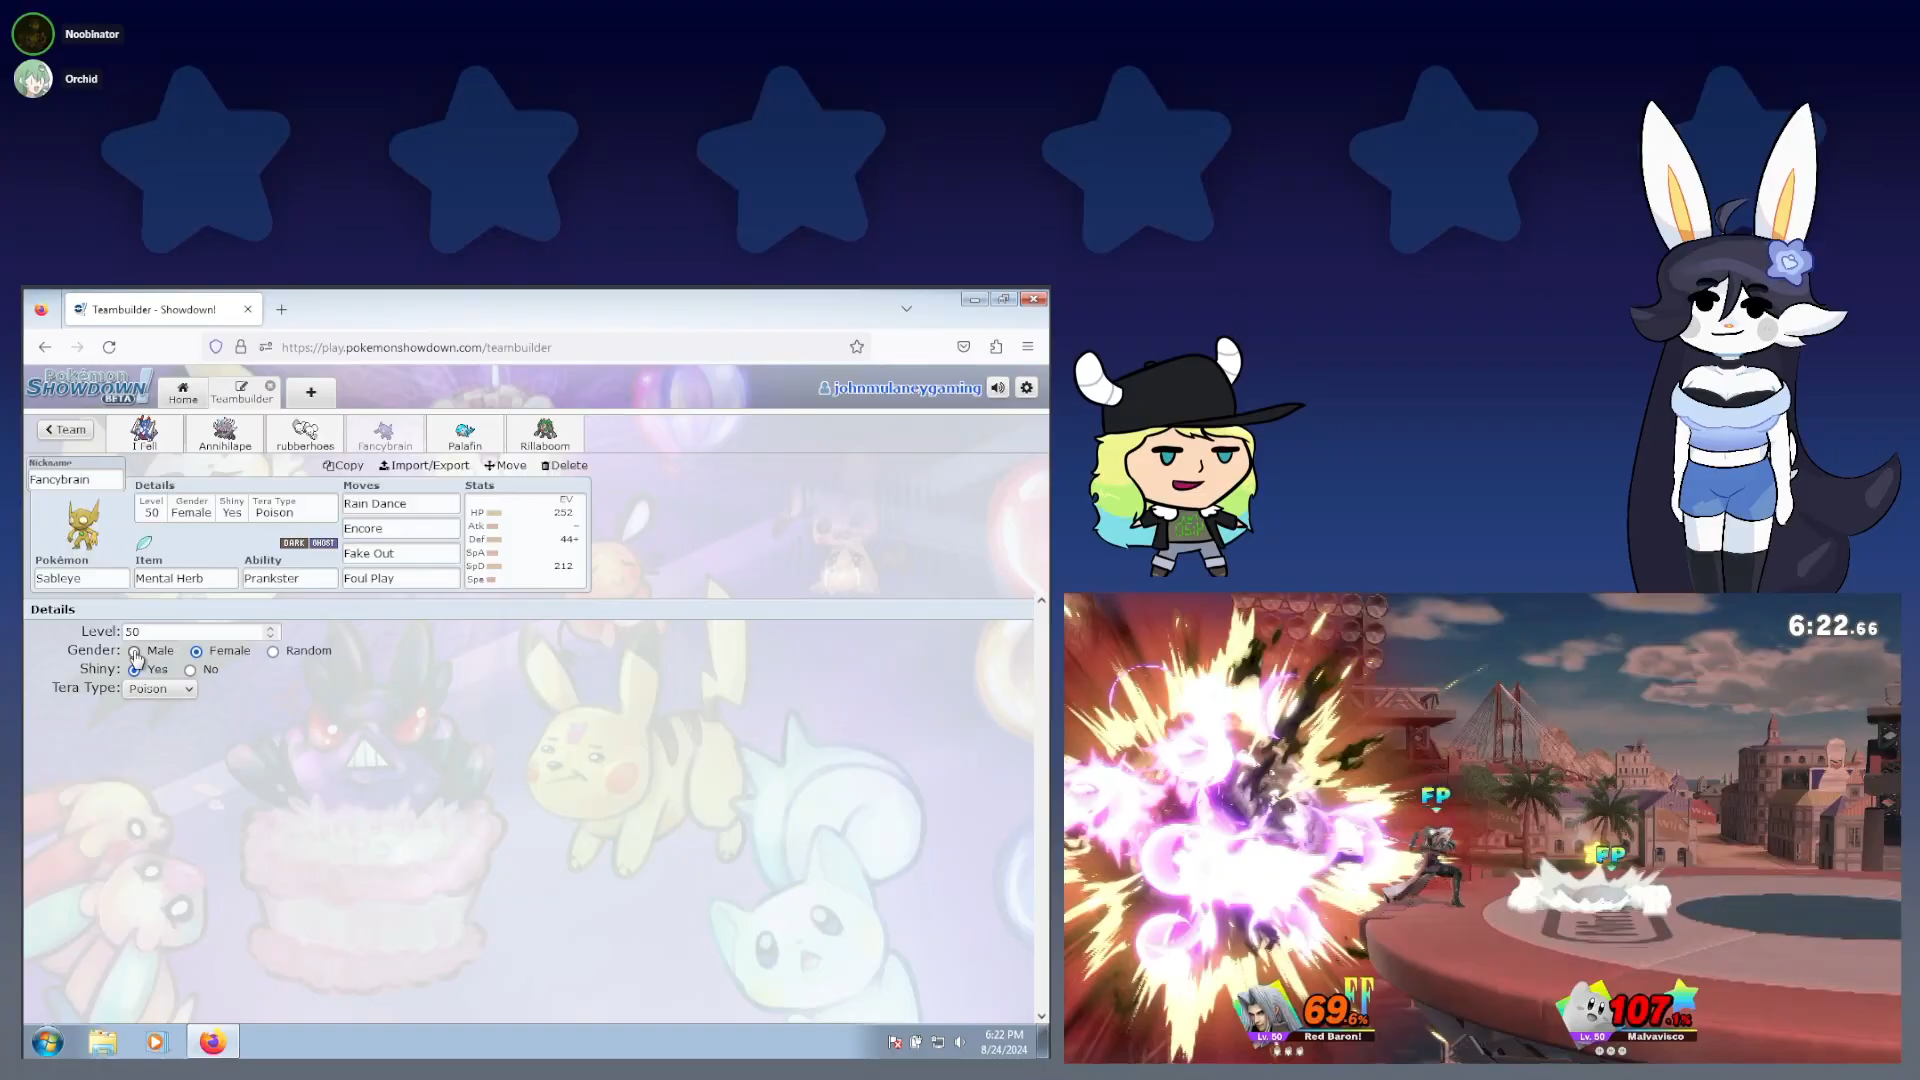 Noobinator
Orchid
Teambuilder - Showdown!
https://play.pokemonshowdown.com/teambuilder
Pokémon
SHOWDOWN!
BETA
Home
Teambuilder
johnmulaneygaming
Team
I Fell
Annihilape
rubberhoes
Fancybrain
Palafin
Rillaboom
Copy
Import/Export
Move
Delete
Nickname
Fancybrain
Details
Moves
Stats
Level
Gender
Shiny
Tera Type
50
Female
Yes
Poison
Rain Dance
Encore
Fake Out
Foul Play
EV
HP 252
Atk –
Def 44+
SpA
SpD 212
Spe
DARK GHOST
Pokémon
Item
Ability
Sableye
Mental Herb
Prankster
Details
Level: 50
Gender: Male Female Random
Shiny: Yes No
Tera Type: Poison
6:22 PM
8/24/2024
6:22.66
FP
FP
69.6%
Lv. 50 Red Baron!
107.1%
Lv. 50 Malvavisco